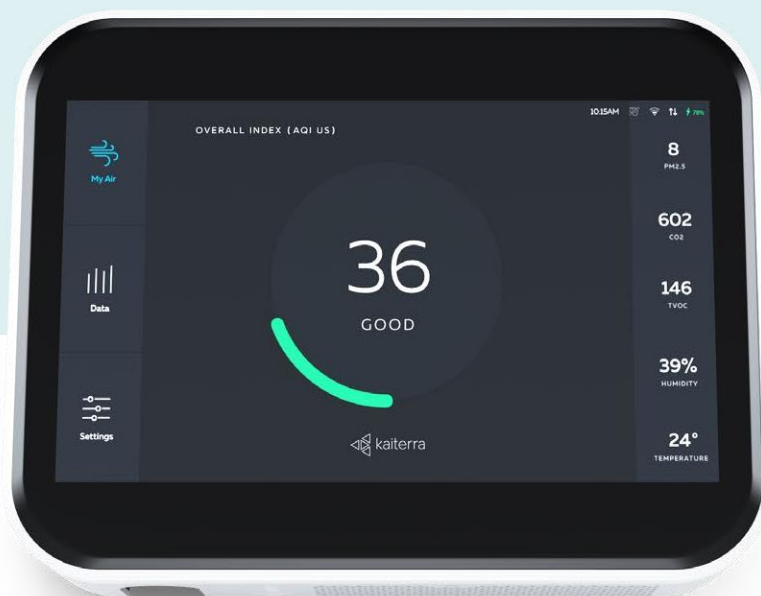 10:15AM
78%
OVERALL INDEX (AQI US)
My Air
Data
Settings
36
GOOD
kaiterra
8
PM2.5
602
CO2
146
TVOC
39%
HUMIDITY
24°
TEMPERATURE